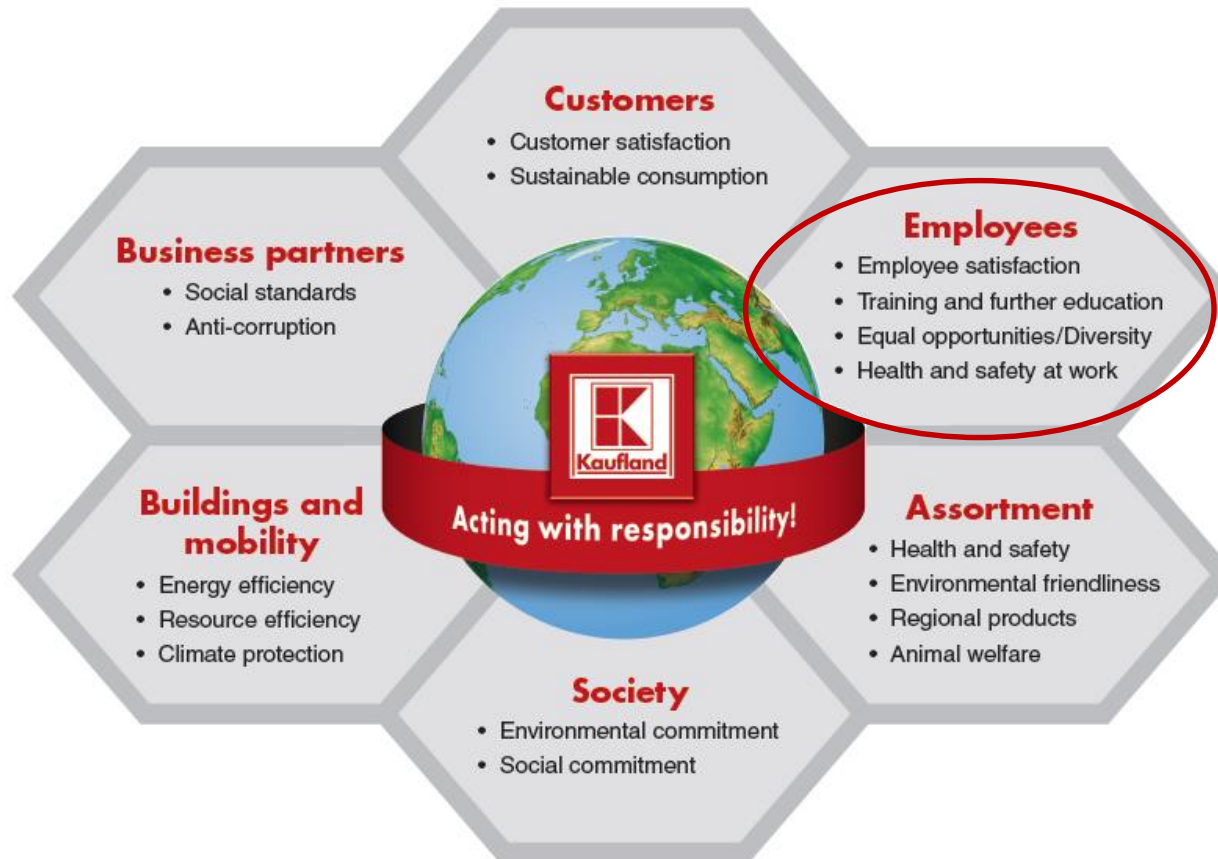 Customers
• Customer satisfaction
• Sustainable consumption
Employees
• Employee satisfaction
• Training and further education
• Equal opportunities/Diversity
• Health and safety at work
Business partners
• Social standards
• Anti-corruption
Kaufland
Acting with responsibility!
Buildings and
mobility
• Energy efficiency
• Resource efficiency
• Climate protection
Assortment
• Health and safety
• Environmental friendliness
• Regional products
• Animal welfare
Society
• Environmental commitment
• Social commitment